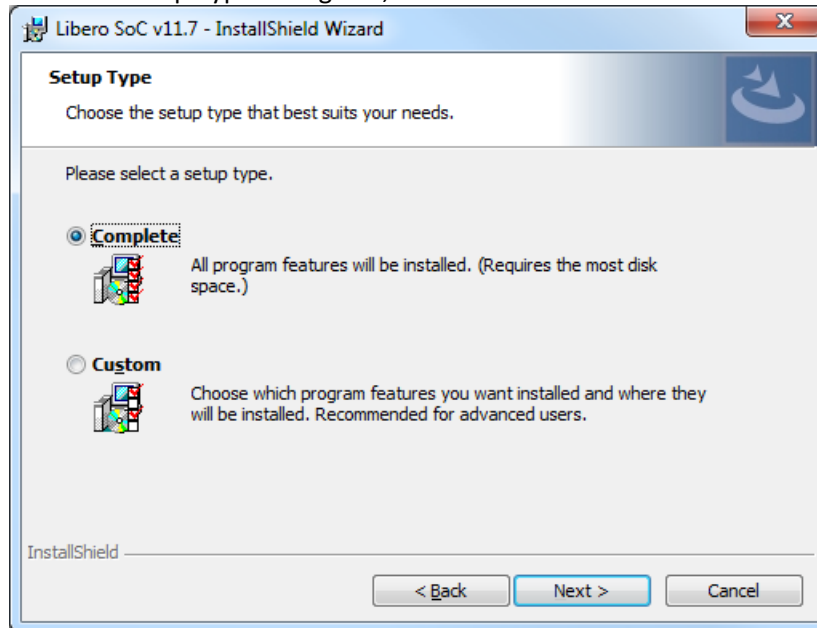 Libero SoC v11.7 - InstallShield Wizard
Setup Type
Choose the setup type that best suits your needs.
Please select a setup type.
Complete
All program features will be installed. (Requires the most disk
space.)
Custom
Choose which program features you want installed and where they
will be installed. Recommended for advanced users.
InstallShield
< Back
Next >
Cancel